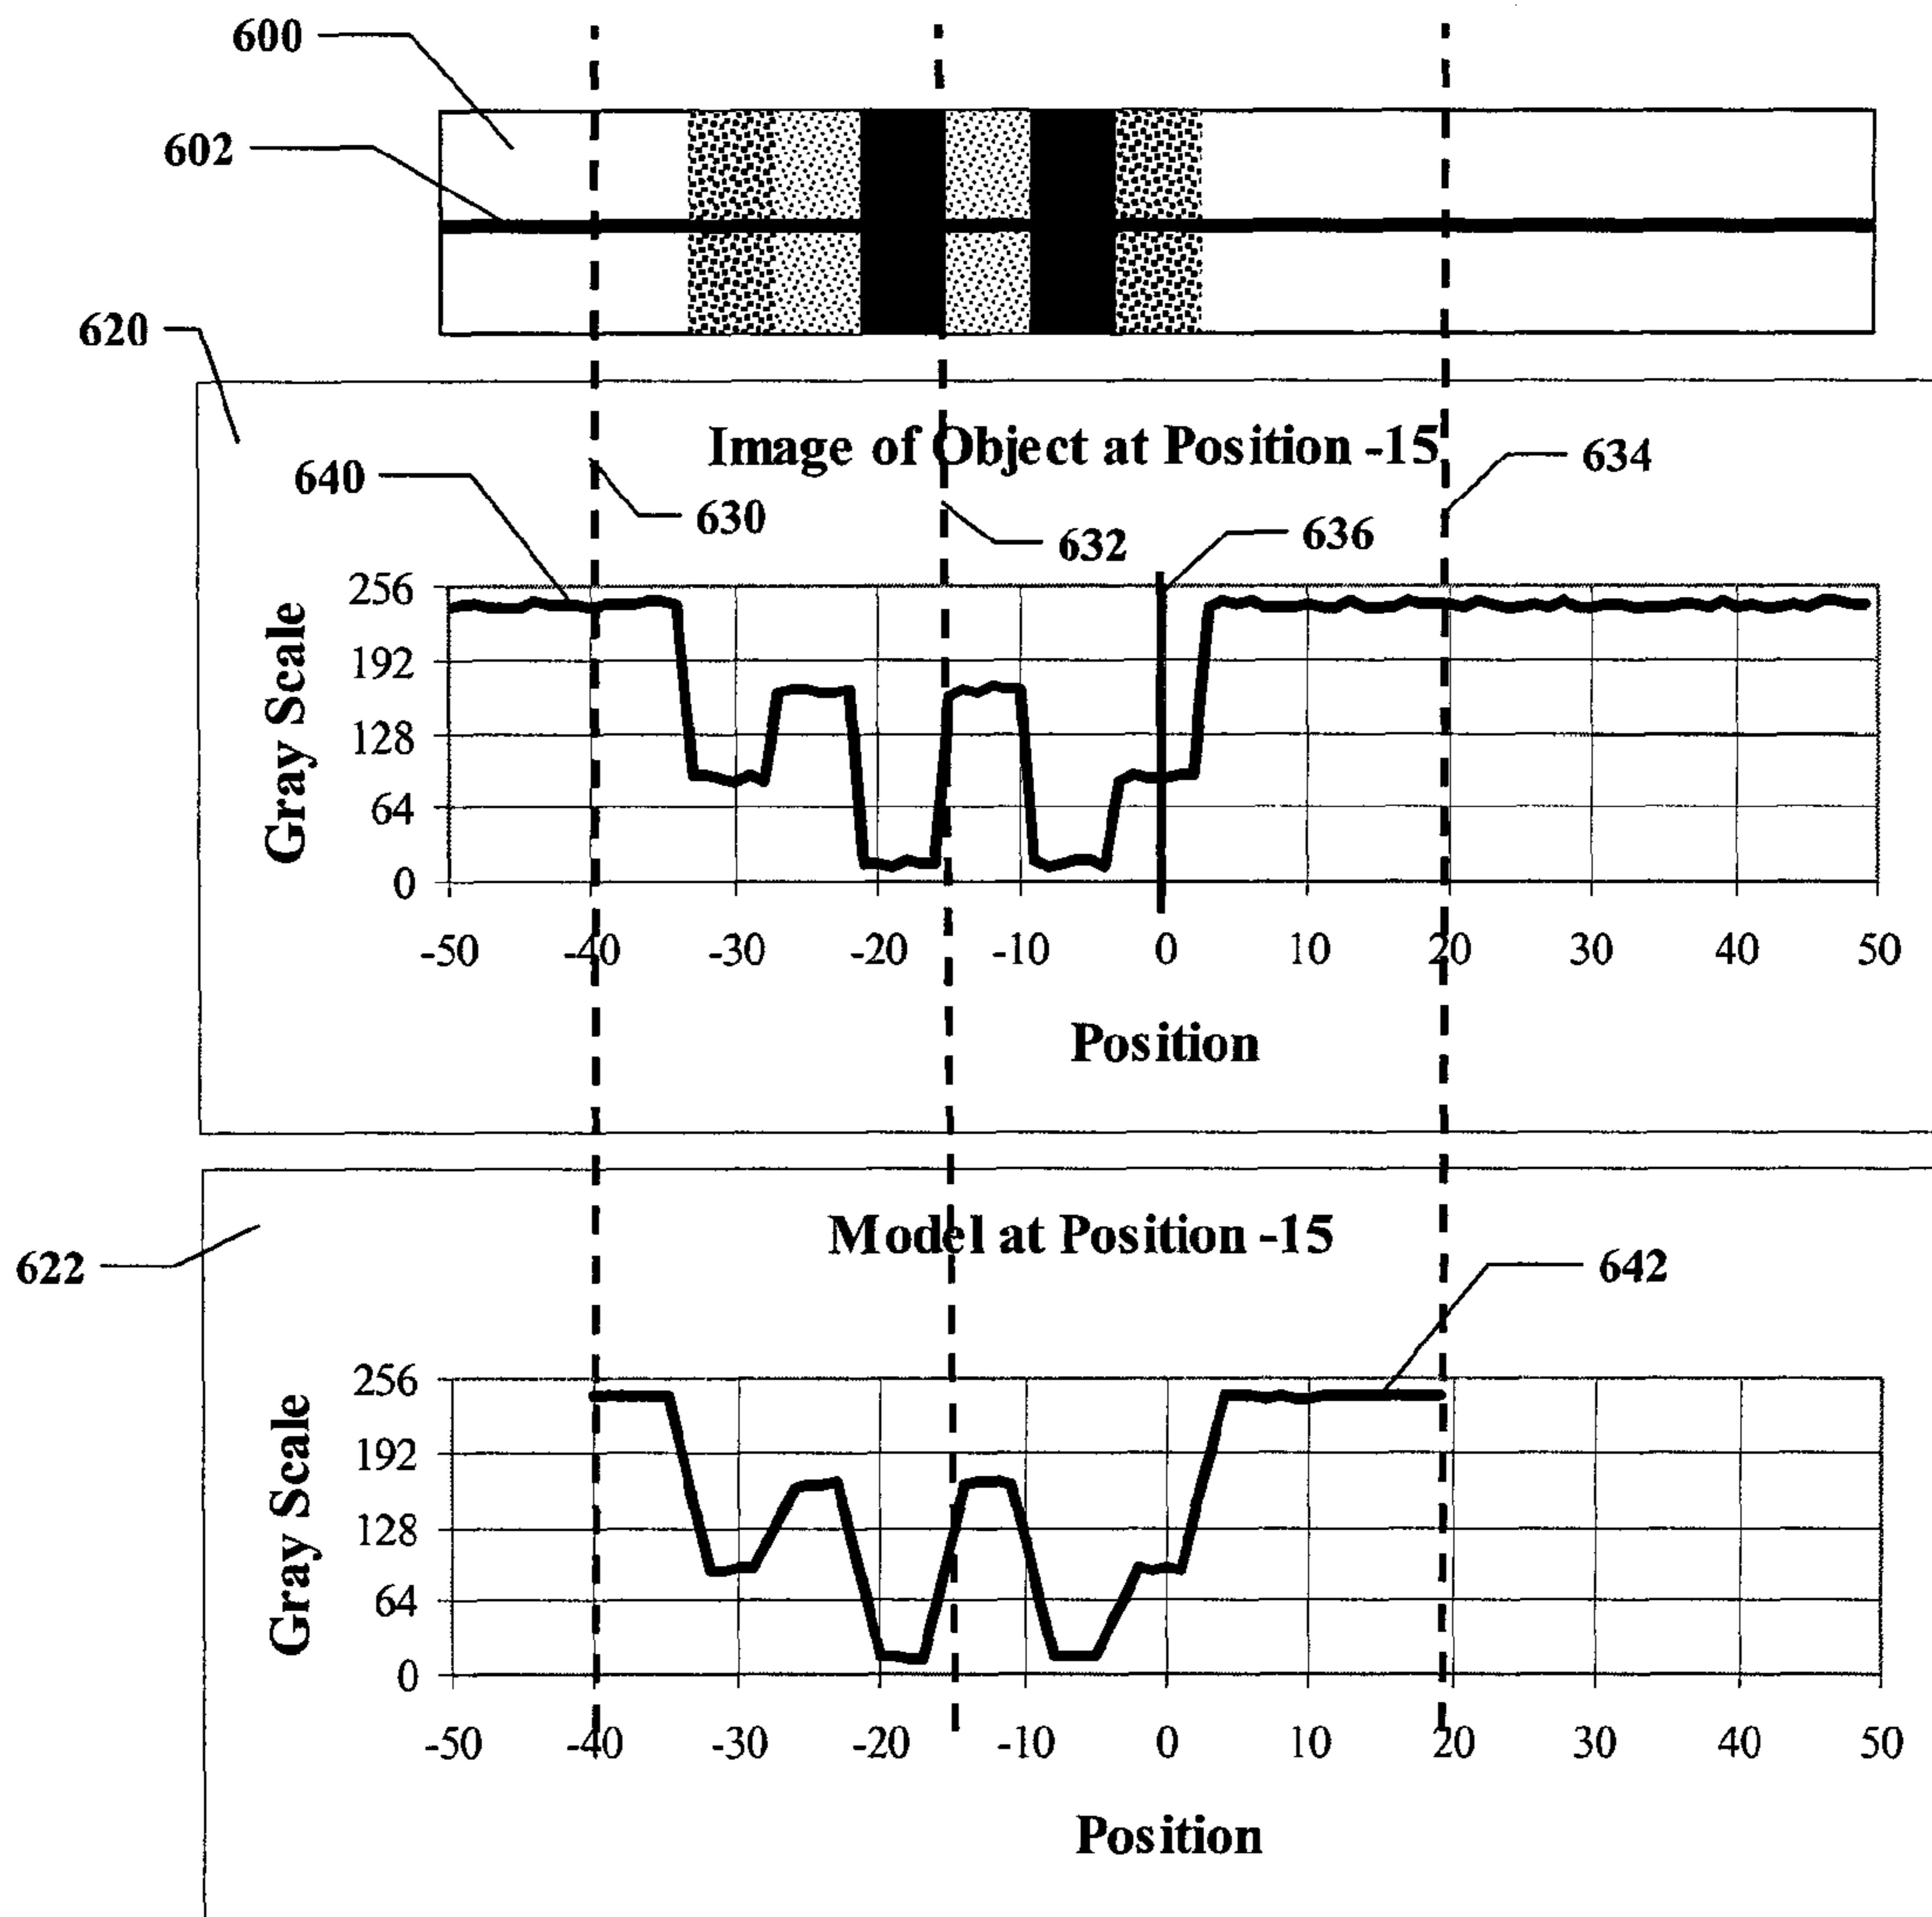 600
602
620
Image of Object at Position -15
640
634
630
632
636
Gray Scale
256
192
128
64
0
-50 -40 -30 -20 -10 0 10 20 30 40 50
Position
Model at Position -15
622
642
Gray Scale
256
192
128
64
0
-50 -40 -30 -20 -10 0 10 20 30 40 50
Position